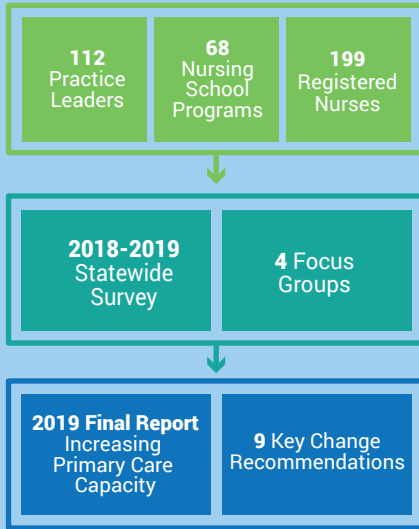 112
Practice
Leaders
68
Nursing
School
Programs
199
Registered
Nurses
2018-2019
Statewide
Survey
4 Focus
Groups
2019 Final Report
Increasing
Primary Care
Capacity
9 Key Change
Recommendations